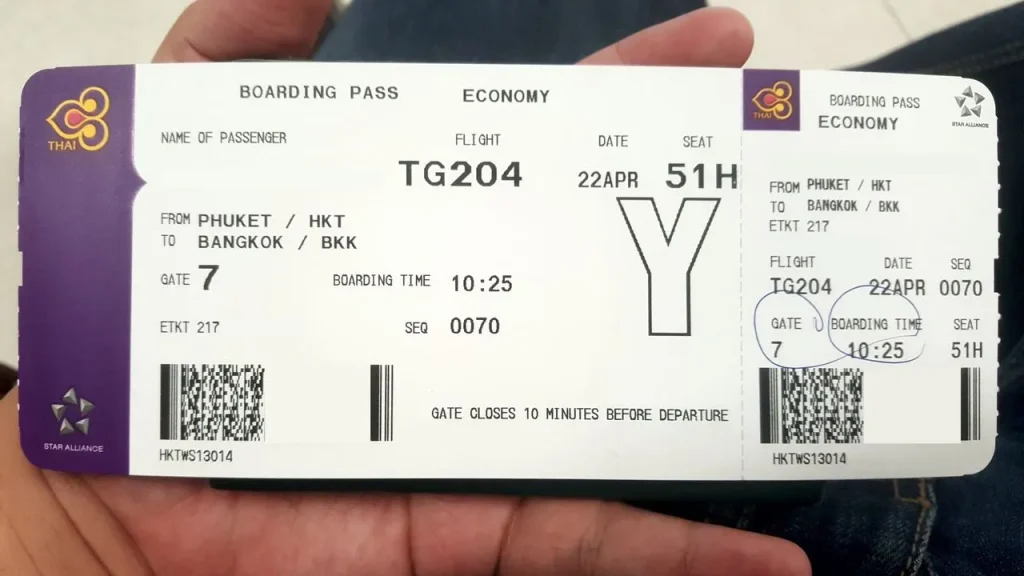 THAI
BOARDING PASS ECONOMY
NAME OF PASSENGER FLIGHT DATE SEAT
TG204 22APR 51H
FROM PHUKET / HKT
TO BANGKOK / BKK
Y
GATE 7 BOARDING TIME 10:25
ETKT 217 SEQ 0070
GATE CLOSES 10 MINUTES BEFORE DEPARTURE
HKTWS13014
STAR ALLIANCE
THAI
BOARDING PASS
ECONOMY
STAR ALLIANCE
FROM PHUKET / HKT
TO BANGKOK / BKK
ETKT 217
FLIGHT DATE SEQ
TG204 22APR 0070
GATE BOARDING TIME SEAT
7 10:25 51H
HKTWS13014